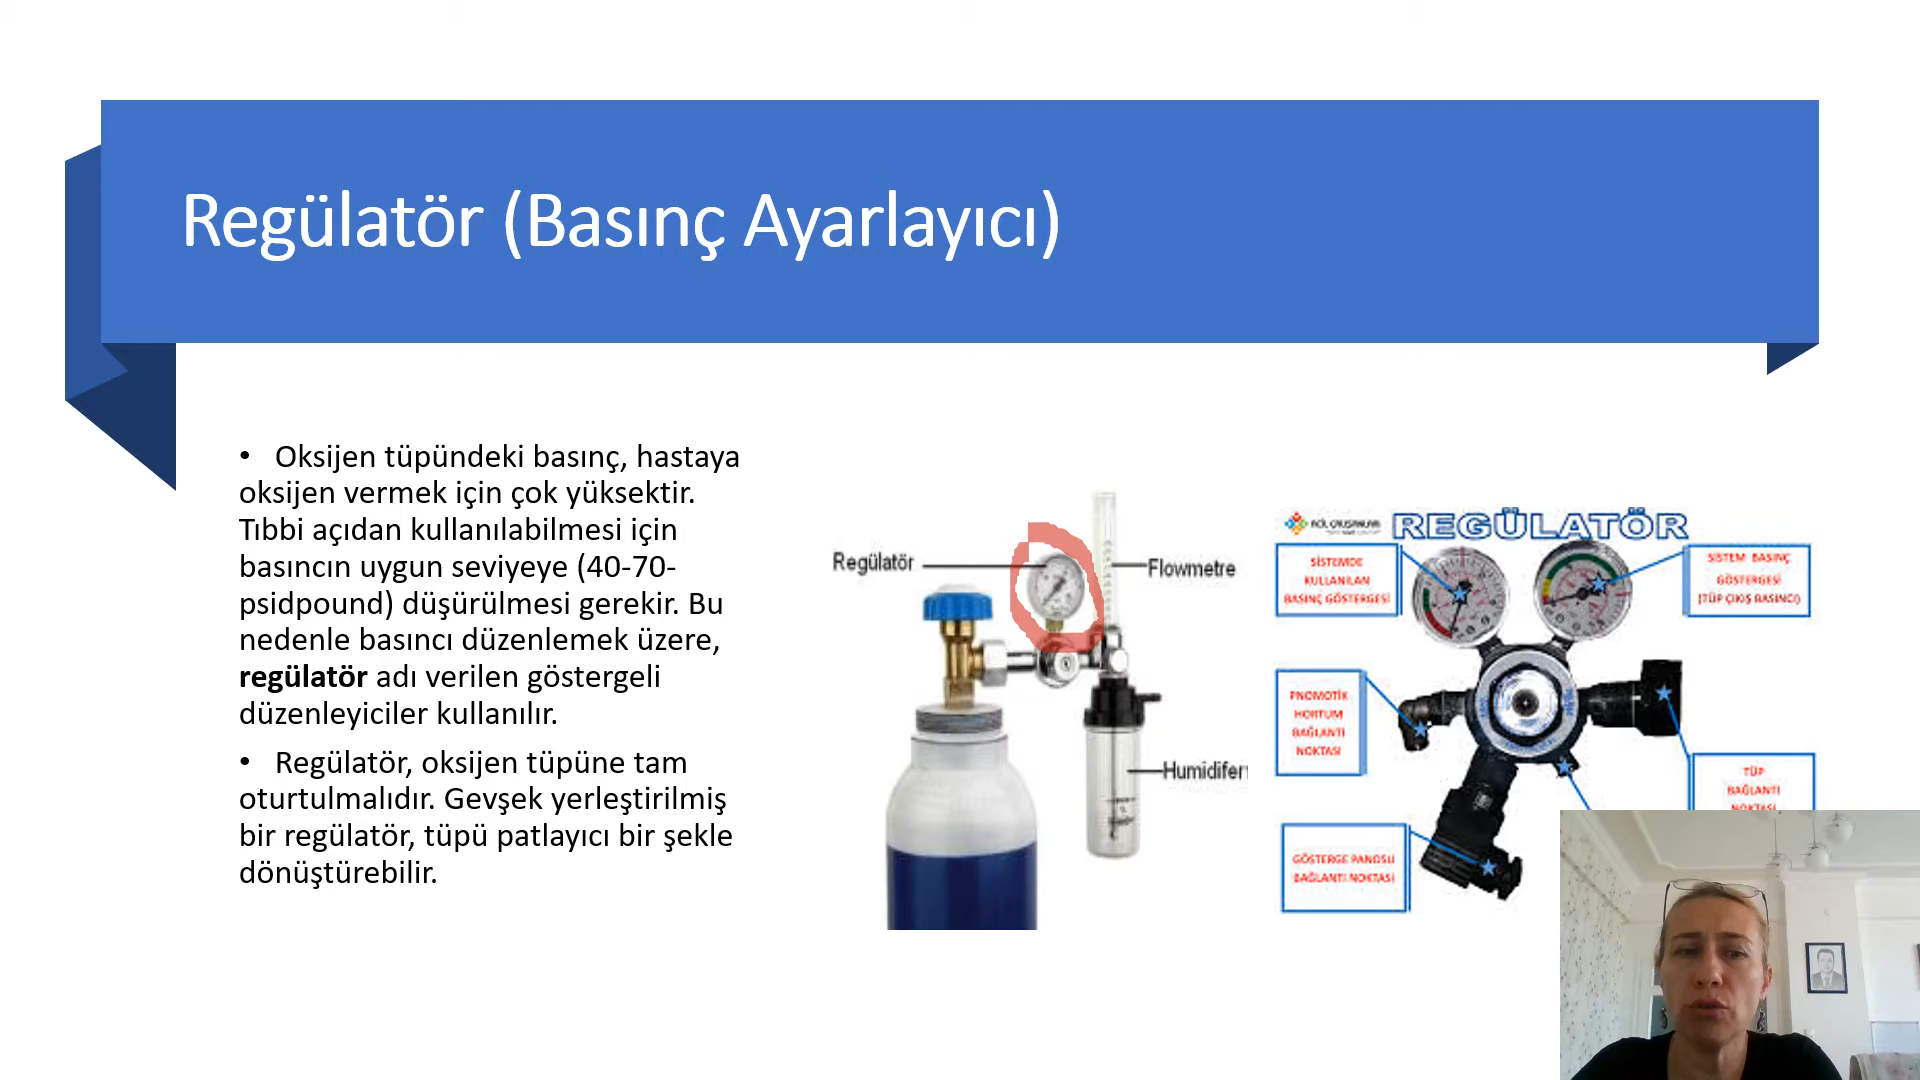 Regülatör (Basınç Ayarlayıcı)
• Oksijen tüpündeki basınç, hastaya
oksijen vermek için çok yüksektir.
Tıbbi açıdan kullanılabilmesi için
basıncın uygun seviyeye (40-70-
psidpound) düşürülmesi gerekir. Bu
nedenle basıncı düzenlemek üzere,
regülatör adı verilen göstergeli
düzenleyiciler kullanılır.
• Regülatör, oksijen tüpüne tam
oturtulmalıdır. Gevşek yerleştirilmiş
bir regülatör, tüpü patlayıcı bir şekle
dönüştürebilir.
Regülatör
Flowmetre
Humidifer
ACİL ÇALIŞANLARI
REGÜLATÖR
SİSTEMDE
KULLANILAN
BASINÇ GÖSTERGESİ
SİSTEM BASINÇ
GÖSTERGESİ
(TÜP ÇIKIŞ BASINCI)
PNOMOTİK
HORTUM
BAĞLANTI
NOKTASI
TÜP
BAĞLANTI
NOKTASI
GÖSTERGE PANOSU
BAĞLANTI NOKTASI